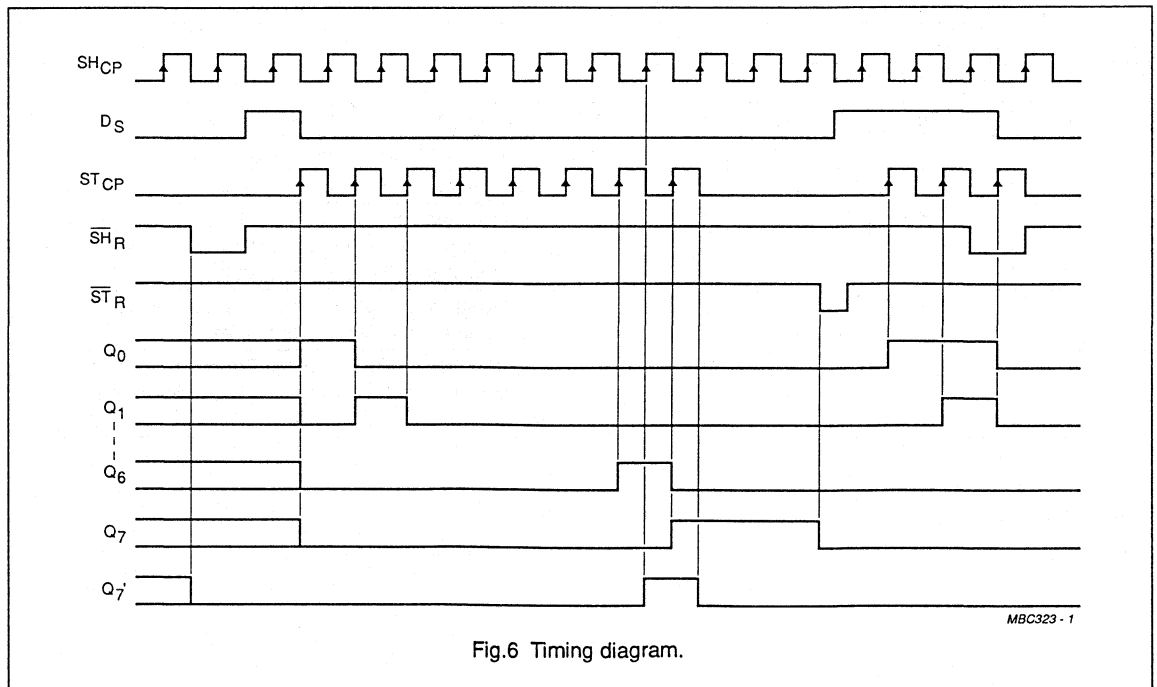 SHCP
DS
STCP
SHR
STR
Q0
Q1
Q6
Q7
Q7'
MBC323 - 1
Fig.6 Timing diagram.